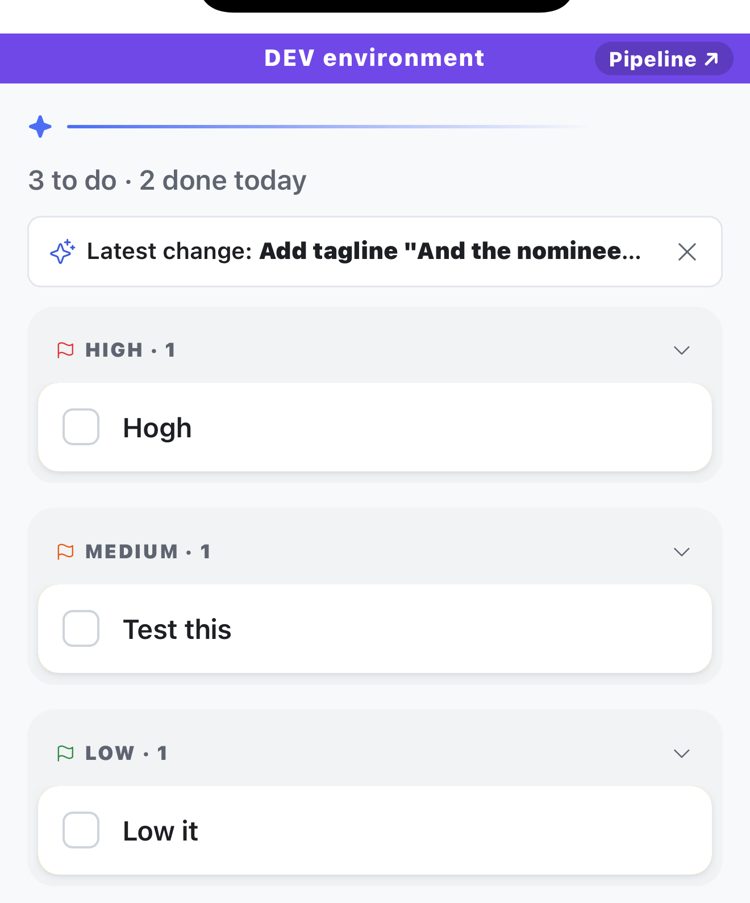 DEV environment
Pipeline ↗
3 to do · 2 done today
Latest change: Add tagline "And the nominee...
HIGH · 1
Hogh
MEDIUM · 1
Test this
LOW · 1
Low it